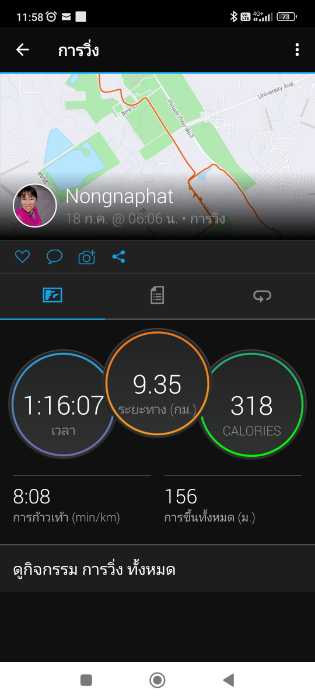 11:58
4G+
73
การวิ่ง
University Ave
Nongnaphat
18 ก.ค. @ 06:06 น. • การวิ่ง
1:16:07
เวลา
9.35
ระยะทาง (กม.)
318
CALORIES
8:08
การก้าวเท้า (min/km)
156
การขึ้นทั้งหมด (ม.)
ดูกิจกรรม การวิ่ง ทั้งหมด